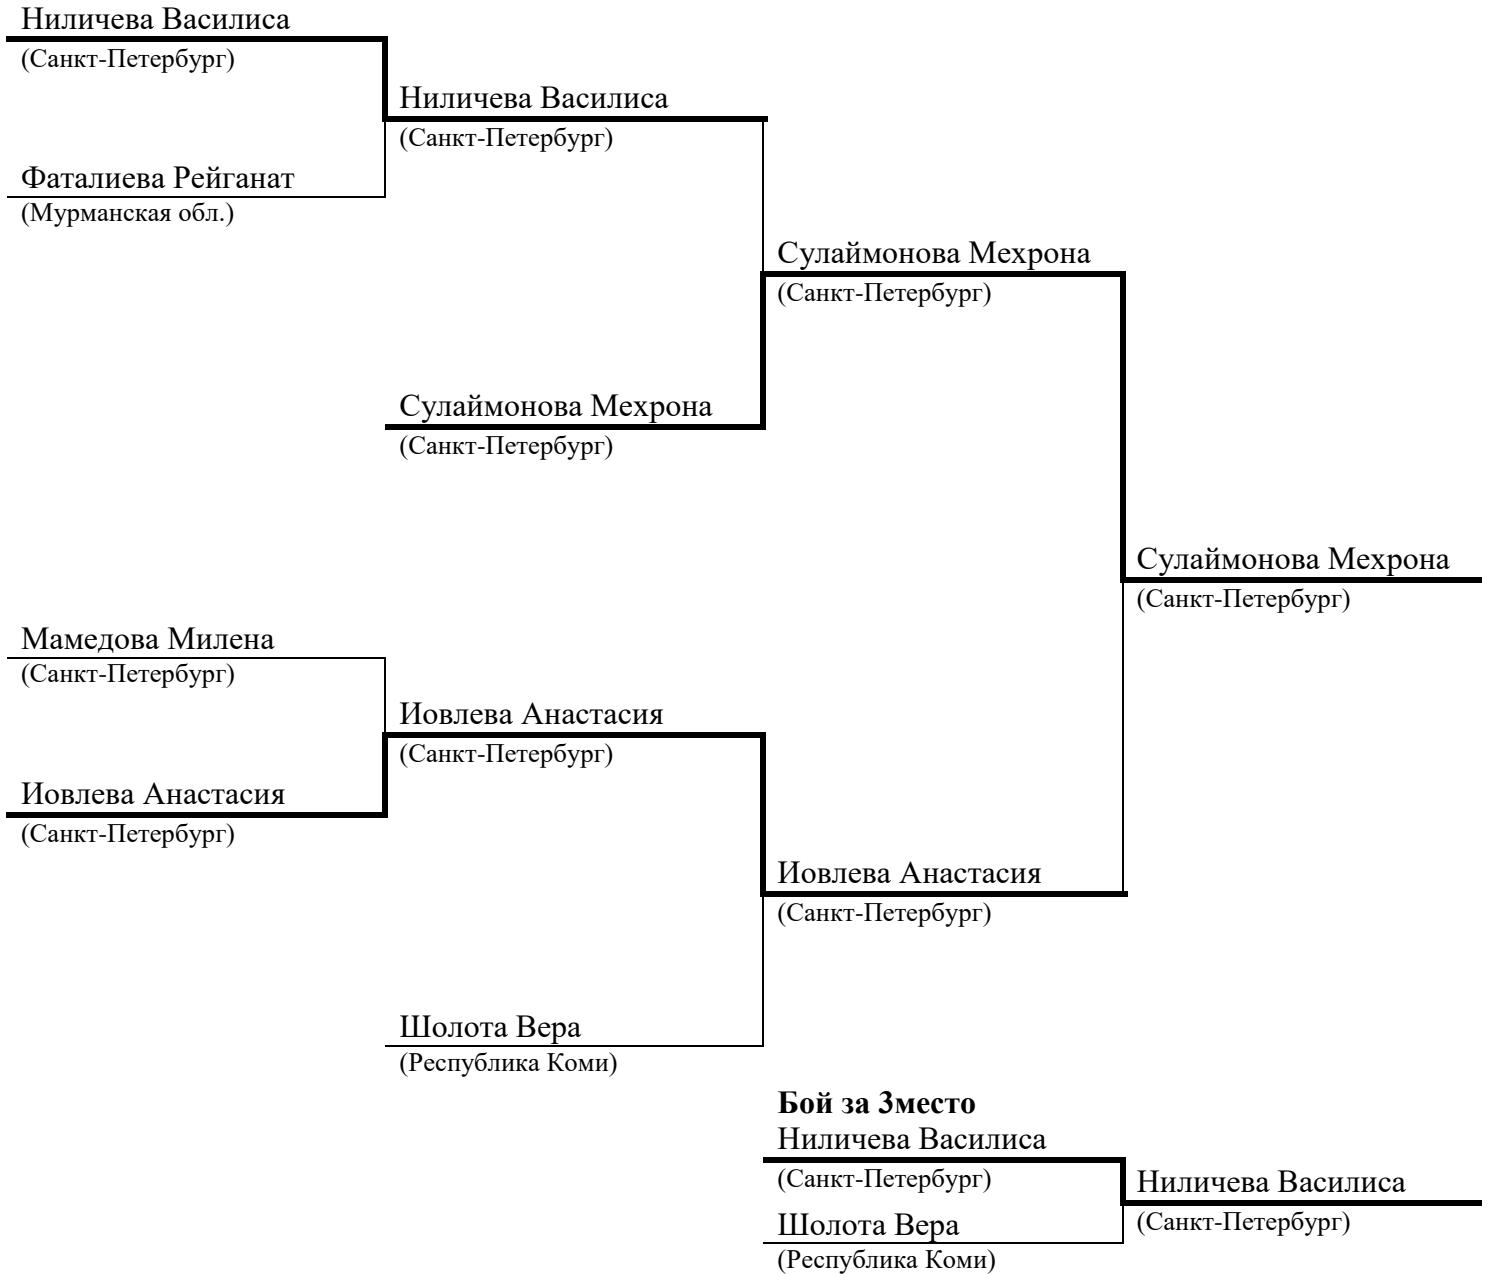 Ниличева Василиса
(Санкт-Петербург)
Ниличева Василиса
(Санкт-Петербург)
Фаталиева Рейганат
(Мурманская обл.)
Сулаймонова Мехрона
(Санкт-Петербург)
Сулаймонова Мехрона
(Санкт-Петербург)
Сулаймонова Мехрона
(Санкт-Петербург)
Мамедова Милена
(Санкт-Петербург)
Иовлева Анастасия
(Санкт-Петербург)
Иовлева Анастасия
(Санкт-Петербург)
Иовлева Анастасия
(Санкт-Петербург)
Шолота Вера
(Республика Коми)
Бой за 3место
Ниличева Василиса
(Санкт-Петербург)
Ниличева Василиса
(Санкт-Петербург)
Шолота Вера
(Республика Коми)